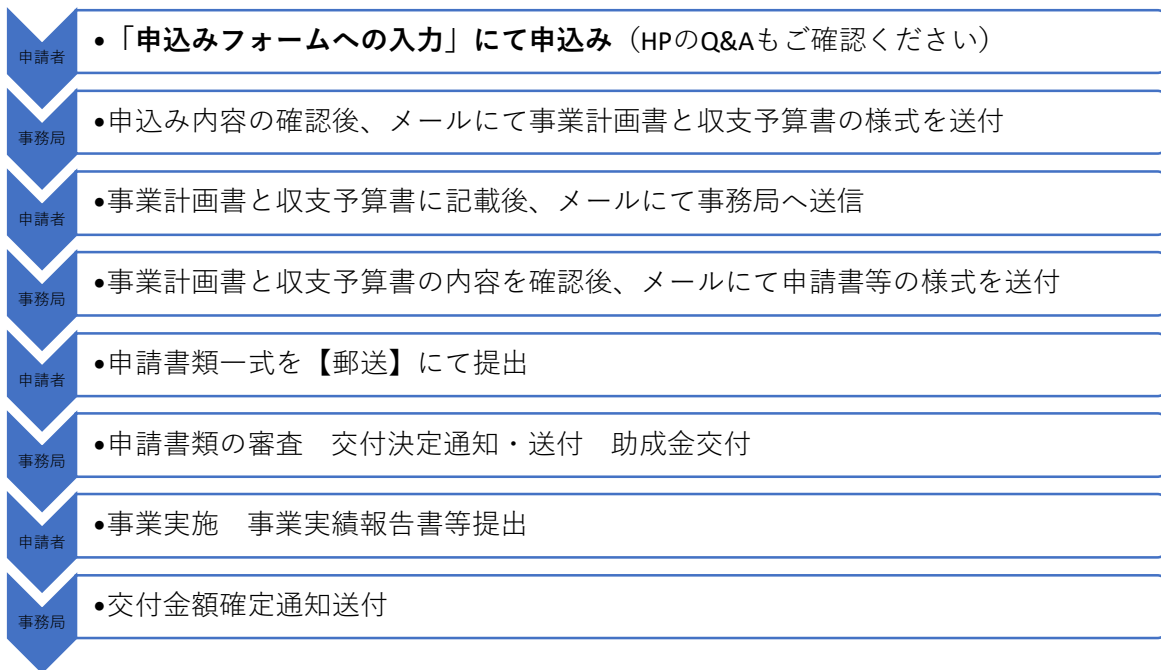 申請者
•「申込みフォームへの入力」にて申込み（HPのQ&Aもご確認ください）
事務局
•申込み内容の確認後、メールにて事業計画書と収支予算書の様式を送付
申請者
•事業計画書と収支予算書に記載後、メールにて事務局へ送信
事務局
•事業計画書と収支予算書の内容を確認後、メールにて申請書等の様式を送付
申請者
•申請書類一式を【郵送】にて提出
事務局
•申請書類の審査　交付決定通知・送付　助成金交付
申請者
•事業実施　事業実績報告書等提出
事務局
•交付金額確定通知送付